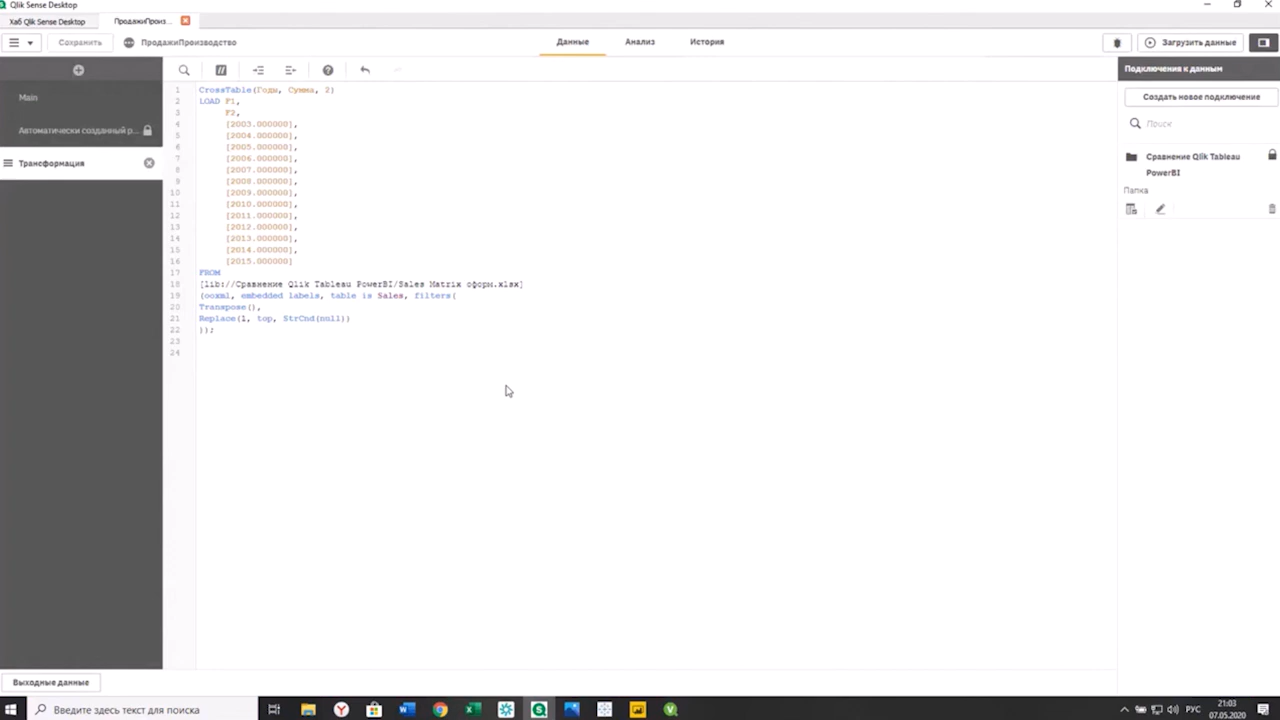 Qlik Sense Desktop
Хаб Qlik Sense Desktop
ПродажиПроиз...
Сохранить
ПродажиПроизводство
Данные
Анализ
История
Загрузить данные
Main
Автоматически созданный р...
Трансформация
1 CrossTable(Годы, Сумма, 2)
2 LOAD F1,
3 F2,
4 [2003.000000],
5 [2004.000000],
6 [2005.000000],
7 [2006.000000],
8 [2007.000000],
9 [2008.000000],
10 [2009.000000],
11 [2010.000000],
12 [2011.000000],
13 [2012.000000],
14 [2013.000000],
15 [2014.000000],
16 [2015.000000]
17 FROM
18 [lib://Сравнение Qlik Tableau PowerBI/Sales Matrix оформ.xlsx]
19 (ooxml, embedded labels, table is Sales, filters(
20 Transpose(),
21 Replace(1, top, StrCnd(null))
22 ));
23
24
Подключения к данным
Создать новое подключение
Поиск
Сравнение Qlik Tableau
PowerBI
Папка
Выходные данные
Введите здесь текст для поиска
РУС
21:03
07.05.2020